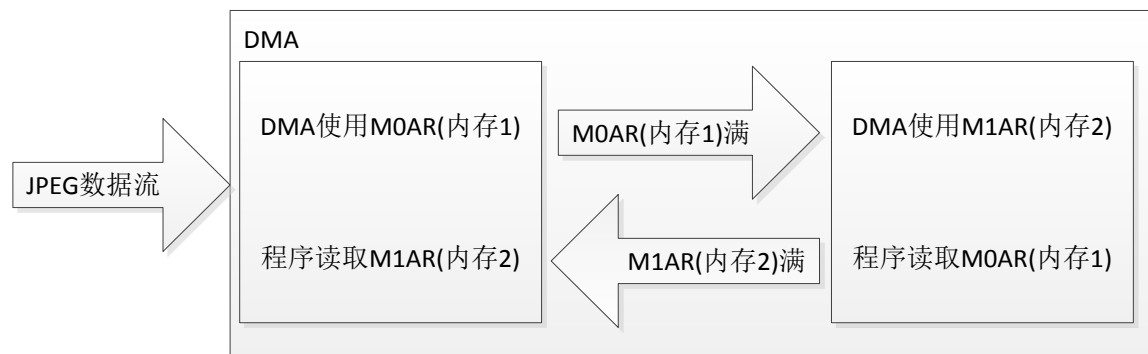 DMA
DMA使用M0AR(内存1)
M0AR(内存1)满
DMA使用M1AR(内存2)
JPEG数据流
程序读取M1AR(内存2)
M1AR(内存2)满
程序读取M0AR(内存1)